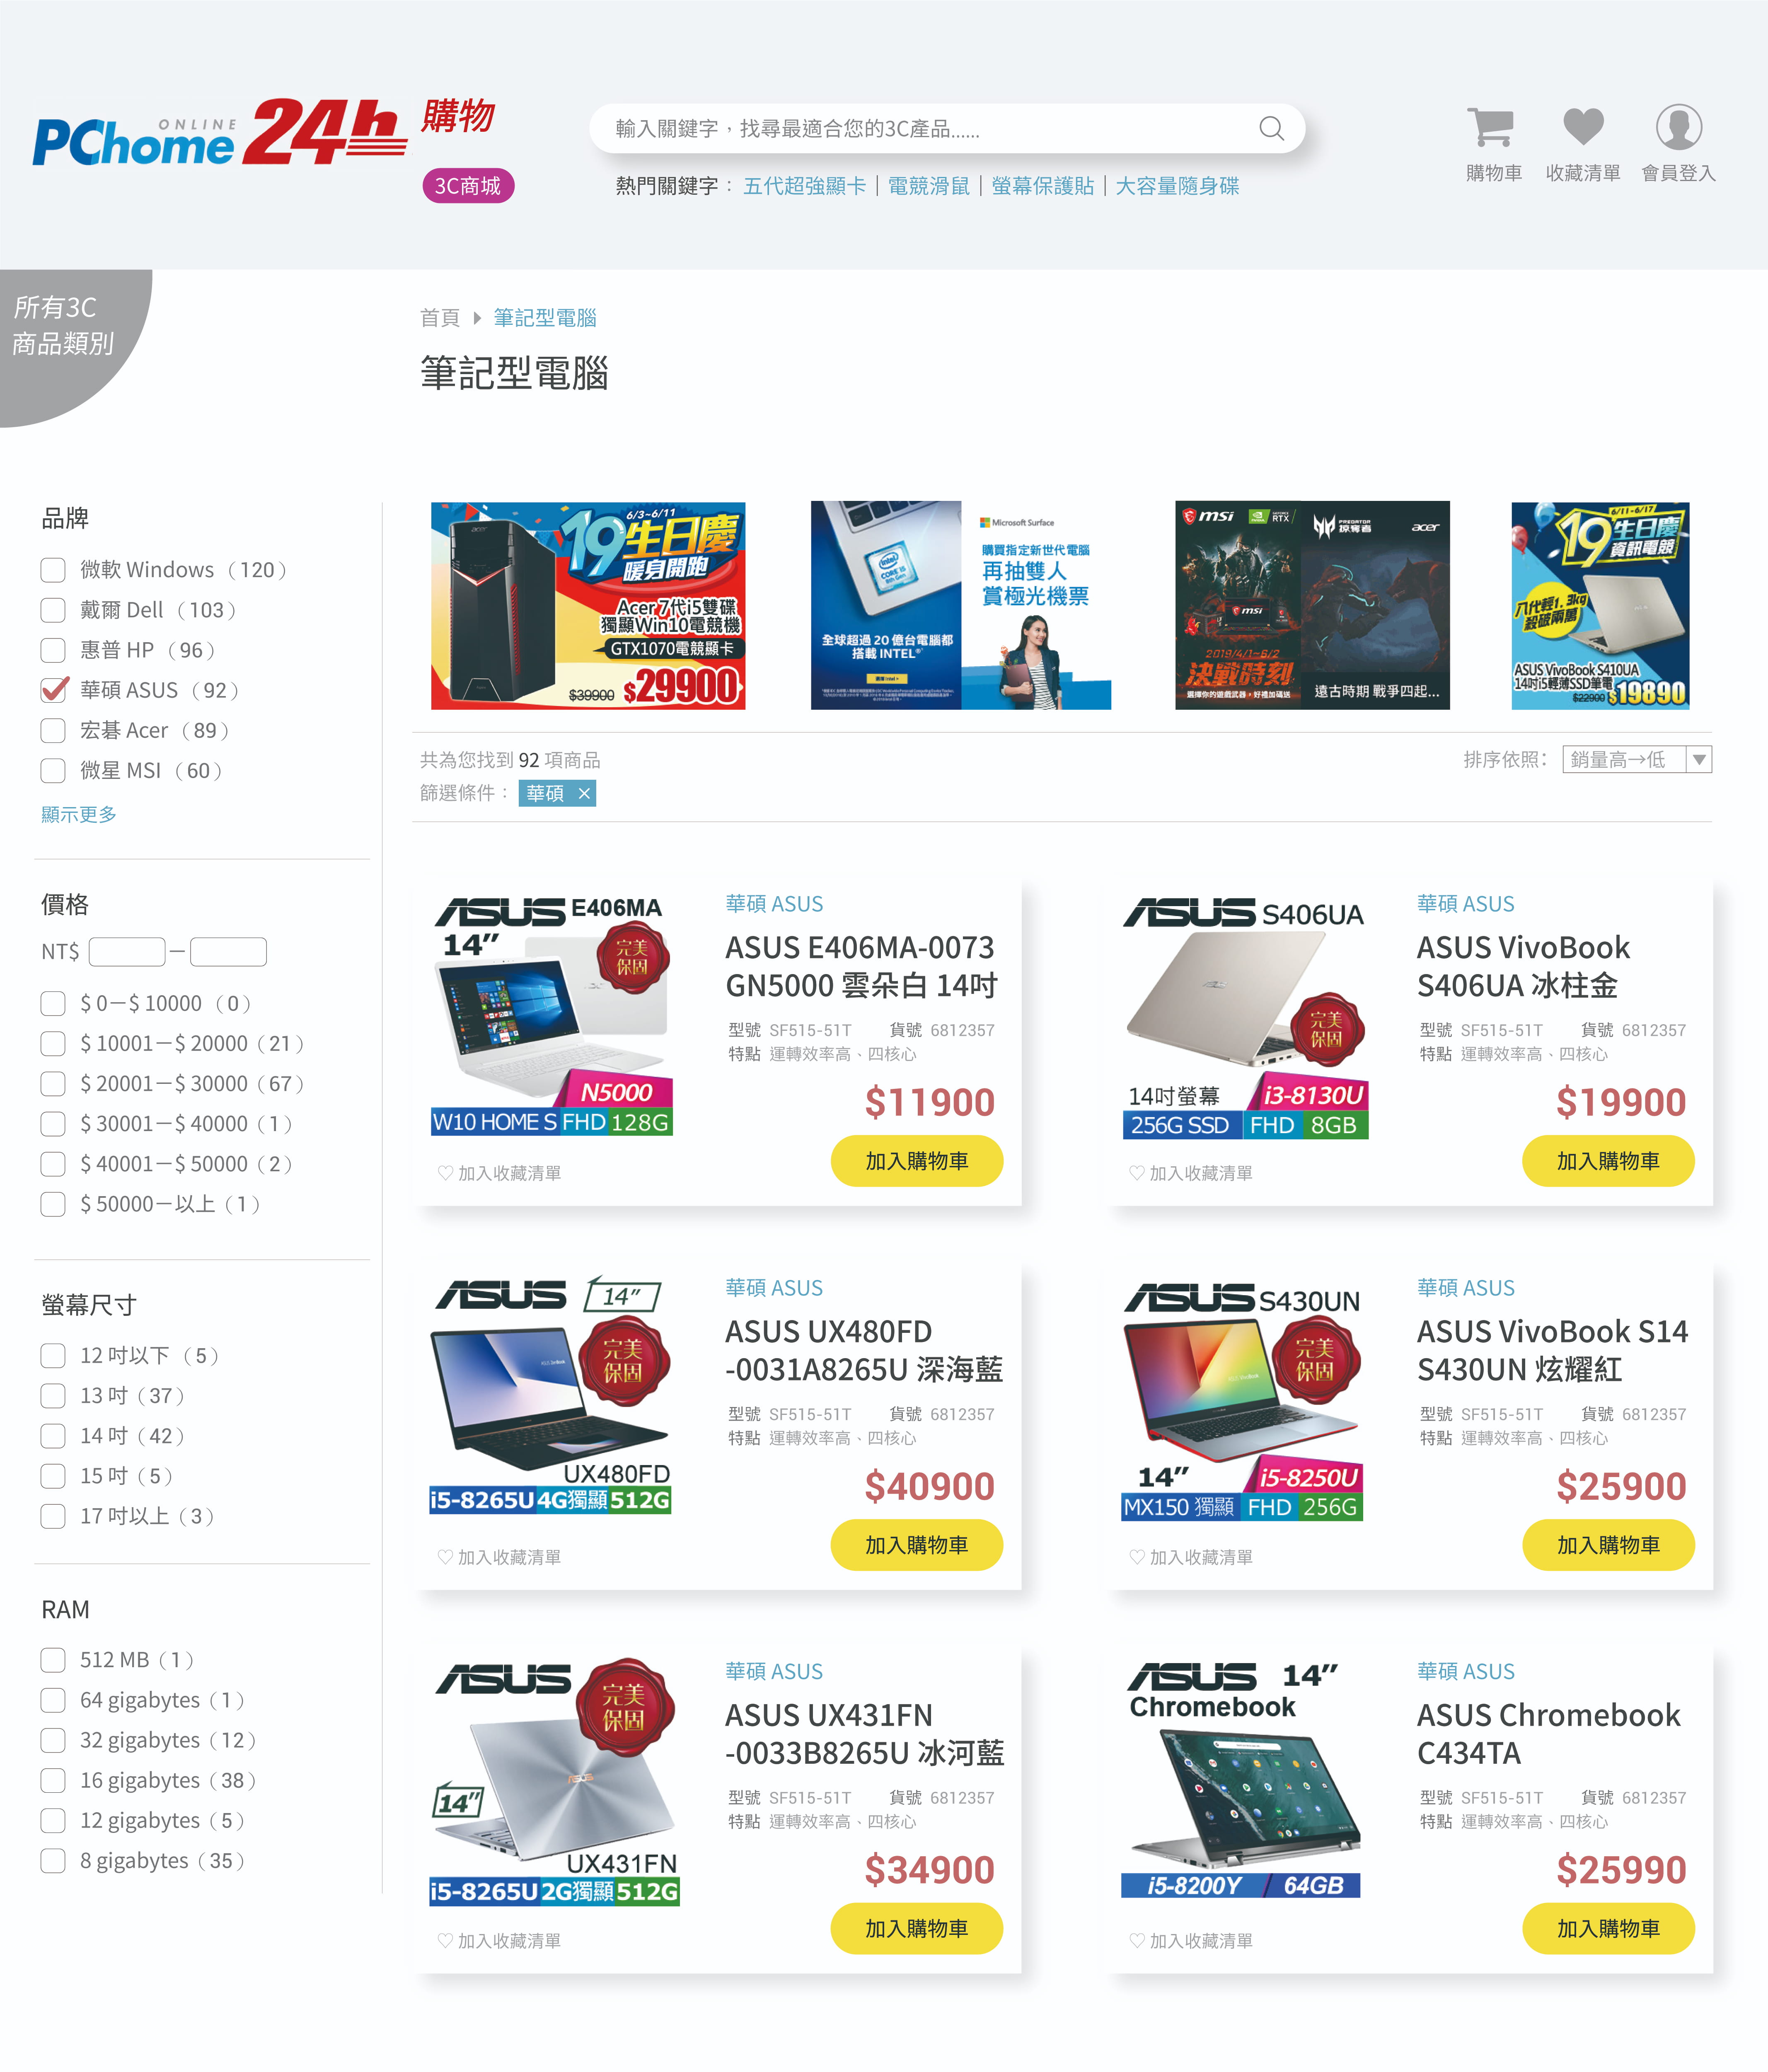 PChome ONLINE 24h 購物
3C商城
輸入關鍵字，找尋最適合您的3C產品......
熱門關鍵字： 五代超強顯卡 | 電競滑鼠 | 螢幕保護貼 | 大容量隨身碟
購物車 收藏清單 會員登入
所有3C
商品類別
首頁 筆記型電腦
筆記型電腦
品牌
微軟 Windows （120）
戴爾 Dell （103）
惠普 HP （96）
華碩 ASUS （92）
宏碁 Acer （89）
微星 MSI （60）
顯示更多
價格
NT$ —
$ 0－$ 10000 （0）
$ 10001－$ 20000（21）
$ 20001－$ 30000（67）
$ 30001－$ 40000（1）
$ 40001－$ 50000（2）
$ 50000－以上（1）
螢幕尺寸
12 吋以下（5）
13 吋（37）
14 吋（42）
15 吋（5）
17 吋以上（3）
RAM
512 MB（1）
64 gigabytes（1）
32 gigabytes（12）
16 gigabytes（38）
12 gigabytes（5）
8 gigabytes（35）
acer
6/3~6/11
19生日慶
暖身開跑
Acer 7代i5雙碟
獨顯Win10電競機
GTX1070電競顯卡
$39900 $29900
intel
CORE i5
8th Gen
全球超過 20 億台電腦都
搭載 INTEL®
Microsoft Surface
購買指定新世代電腦
再抽雙人
賞極光機票
msi
RTX
msi
2019/4/1~6/2
決戰時刻
選擇你的遊戲武器，好禮加碼送
PREDATOR
掠奪者
acer
遠古時期 戰爭四起...
6/11-6/17
19生日慶
資訊電競
八代輕1.3kg
殺破兩萬
ASUS VivoBook S410UA
14吋i5輕薄SSD筆電
$22900 $19890
共為您找到 92 項商品
篩選條件： 華碩 ×
排序依照： 銷量高→低
ASUS E406MA
14”
完美
保固
N5000
W10 HOME S FHD 128G
♡ 加入收藏清單
華碩 ASUS
ASUS E406MA-0073
GN5000 雲朵白 14吋
型號 SF515-51T 貨號 6812357
特點 運轉效率高、四核心
$11900
加入購物車
ASUS S406UA
完美
保固
14吋螢幕 i3-8130U
256G SSD FHD 8GB
♡ 加入收藏清單
華碩 ASUS
ASUS VivoBook
S406UA 冰柱金
型號 SF515-51T 貨號 6812357
特點 運轉效率高、四核心
$19900
加入購物車
ASUS 14”
完美
保固
UX480FD
i5-8265U 4G獨顯 512G
♡ 加入收藏清單
華碩 ASUS
ASUS UX480FD
-0031A8265U 深海藍
型號 SF515-51T 貨號 6812357
特點 運轉效率高、四核心
$40900
加入購物車
ASUS S430UN
完美
保固
14” i5-8250U
MX150 獨顯 FHD 256G
♡ 加入收藏清單
華碩 ASUS
ASUS VivoBook S14
S430UN 炫耀紅
型號 SF515-51T 貨號 6812357
特點 運轉效率高、四核心
$25900
加入購物車
ASUS
完美
保固
ASUS
14”
UX431FN
i5-8265U 2G獨顯 512G
♡ 加入收藏清單
華碩 ASUS
ASUS UX431FN
-0033B8265U 冰河藍
型號 SF515-51T 貨號 6812357
特點 運轉效率高、四核心
$34900
加入購物車
ASUS 14”
Chromebook
i5-8200Y / 64GB
♡ 加入收藏清單
華碩 ASUS
ASUS Chromebook
C434TA
型號 SF515-51T 貨號 6812357
特點 運轉效率高、四核心
$25990
加入購物車